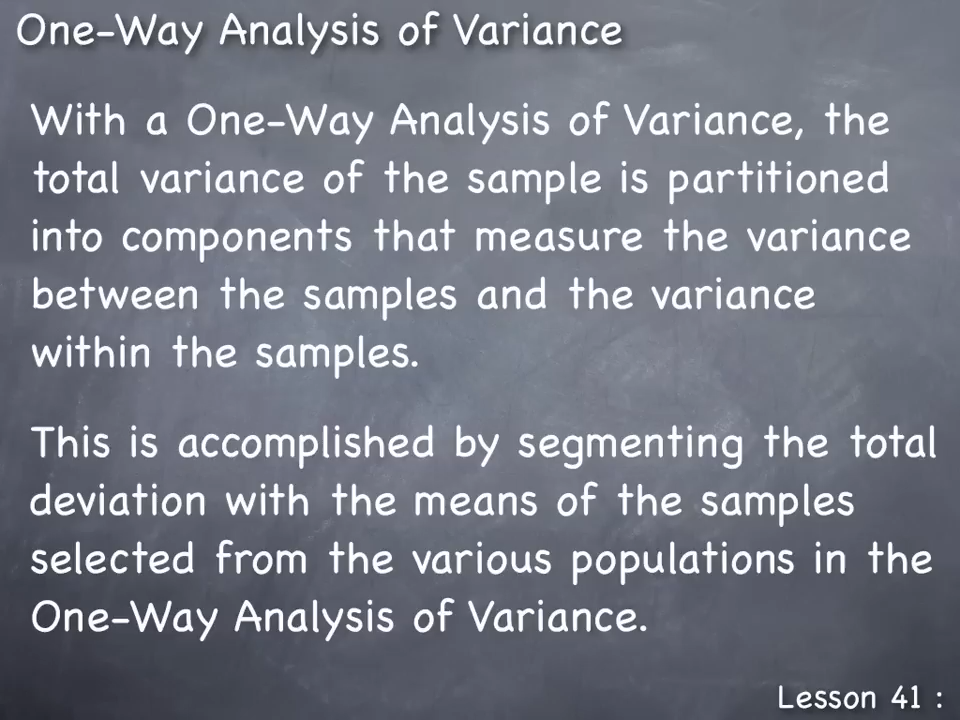 One-Way Analysis of Variance
With a One-Way Analysis of Variance, the
total variance of the sample is partitioned
into components that measure the variance
between the samples and the variance
within the samples.
This is accomplished by segmenting the total
deviation with the means of the samples
selected from the various populations in the
One-Way Analysis of Variance.
Lesson 41 :